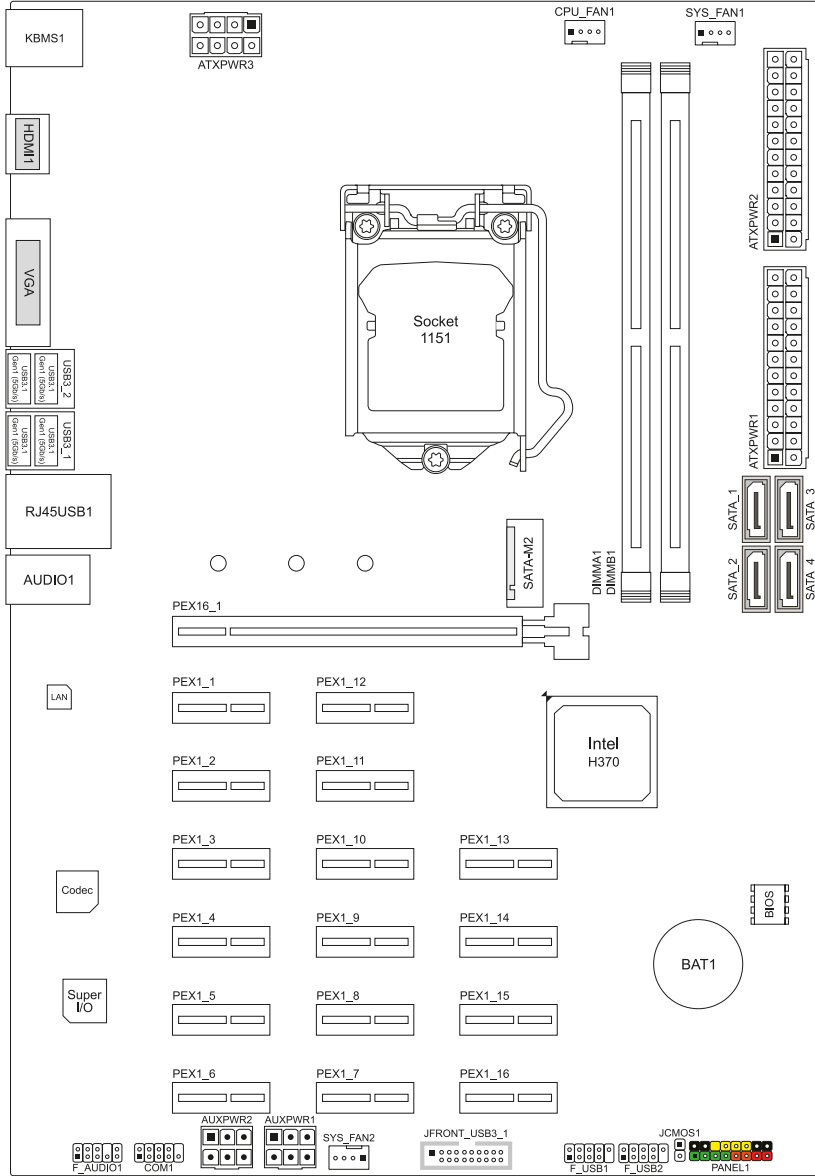 CPU_FAN1
SYS_FAN1
KBMS1
ATXPWR3
HDMI1
ATXPWR2
VGA
Socket
1151
USB3_2
USB3.1
Gen1 (5Gb/s)
USB3.1
Gen1 (5Gb/s)
USB3_1
USB3.1
Gen1 (5Gb/s)
USB3.1
Gen1 (5Gb/s)
ATXPWR1
RJ45USB1
SATA_1
SATA_3
AUDIO1
SATA-M2
DIMMA1
DIMMB1
SATA_2
SATA_4
PEX16_1
LAN
PEX1_1
PEX1_12
Intel
H370
PEX1_2
PEX1_11
PEX1_3
PEX1_10
PEX1_13
Codec
BIOS
PEX1_4
PEX1_9
PEX1_14
BAT1
Super
I/O
PEX1_5
PEX1_8
PEX1_15
PEX1_6
PEX1_7
PEX1_16
AUXPWR2
AUXPWR1
SYS_FAN2
JFRONT_USB3_1
JCMOS1
F_AUDIO1
COM1
F_USB1
F_USB2
PANEL1